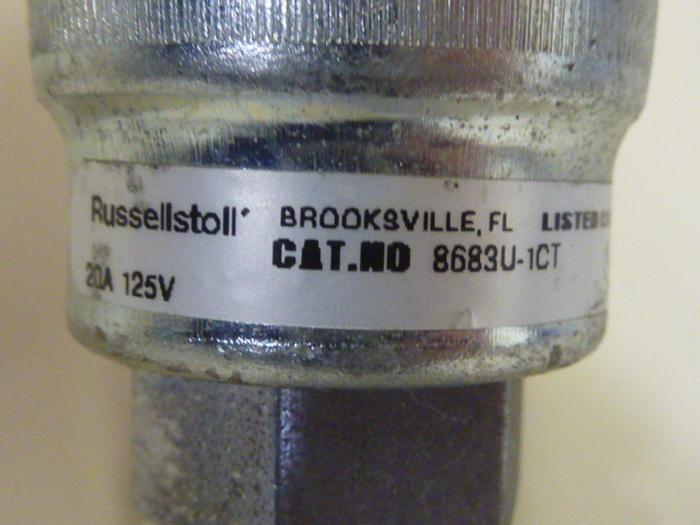 Russellstoll BROOKSVILLE, FL LISTED
CAT.NO 8683U-1CT
20A 125V